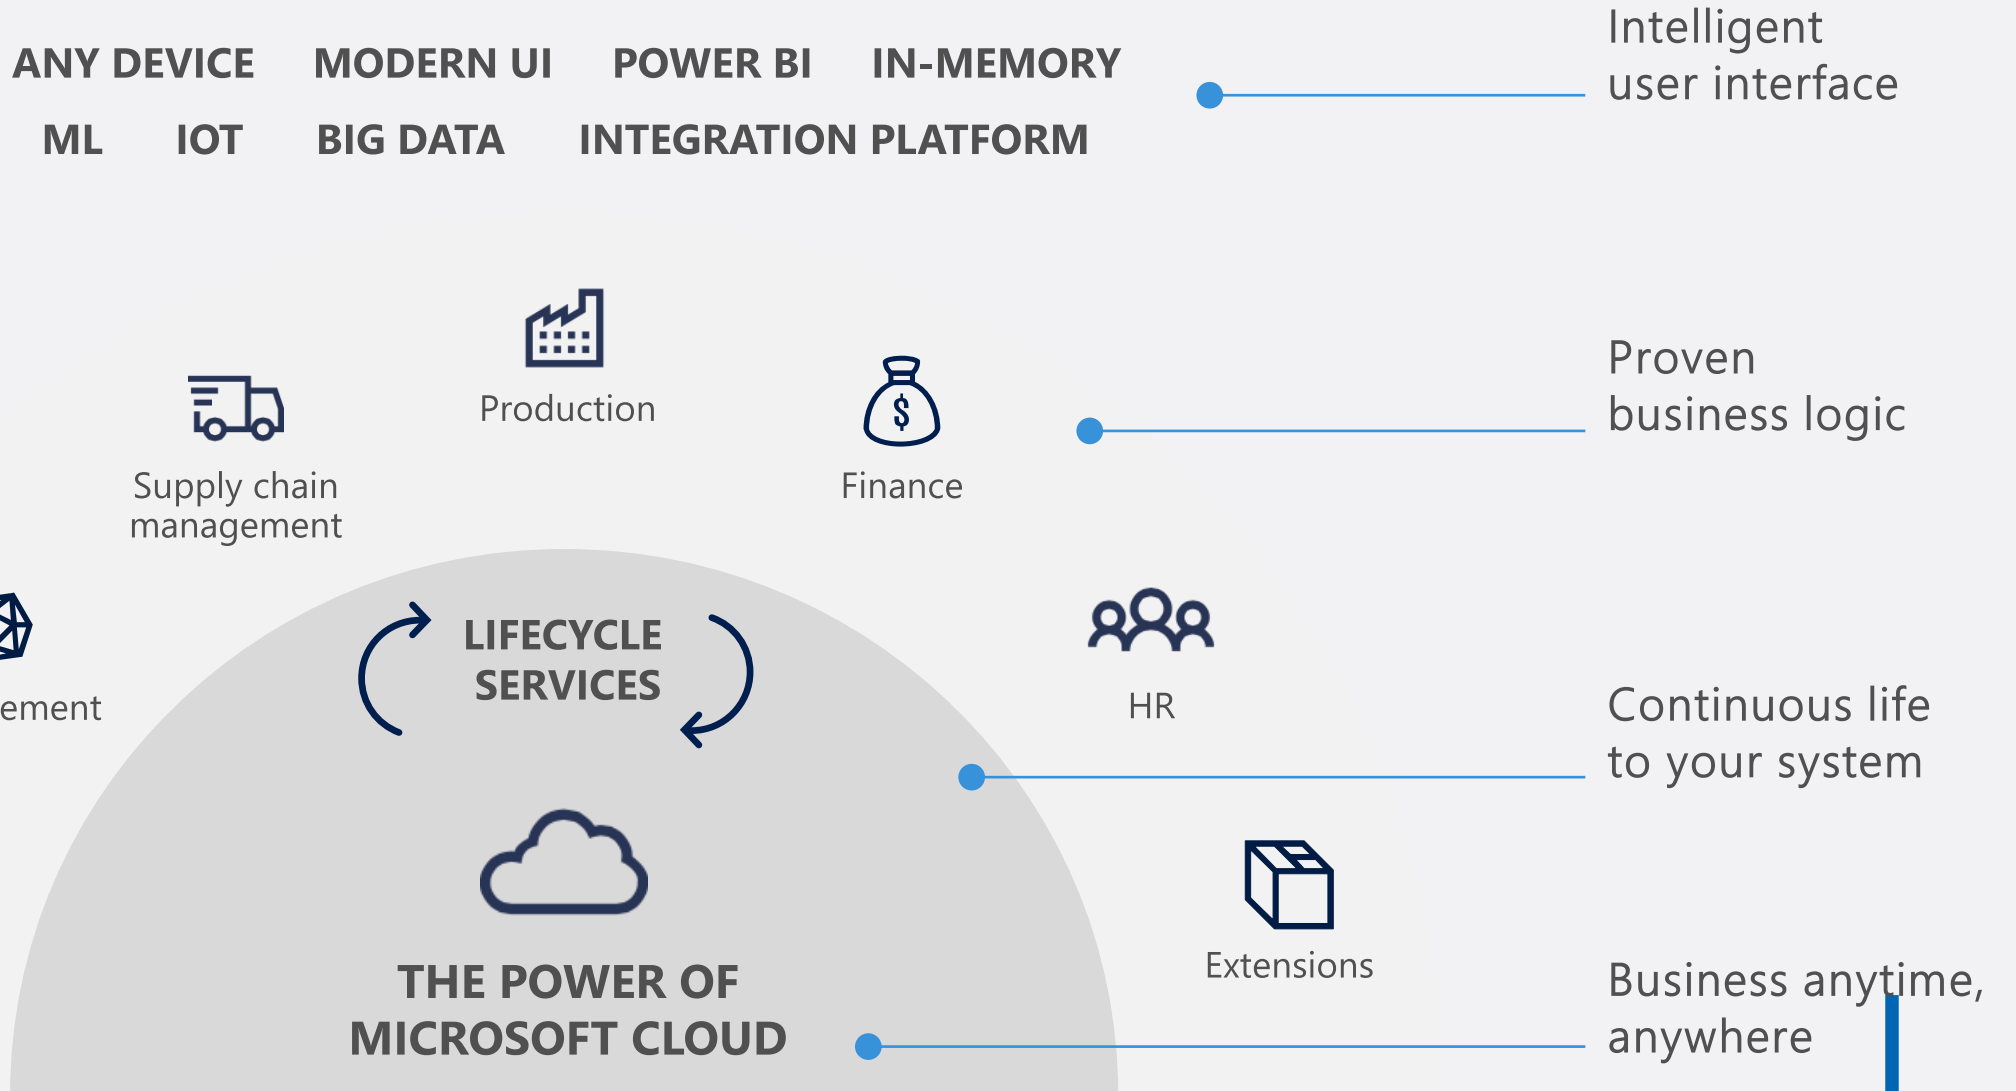 ANY DEVICE MODERN UI POWER BI IN-MEMORY
ML IOT BIG DATA INTEGRATION PLATFORM
Intelligent
user interface
Production
Supply chain
management
Finance
Proven
business logic
LIFECYCLE
SERVICES
ement
HR
Continuous life
to your system
THE POWER OF
MICROSOFT CLOUD
Extensions
Business anytime,
anywhere